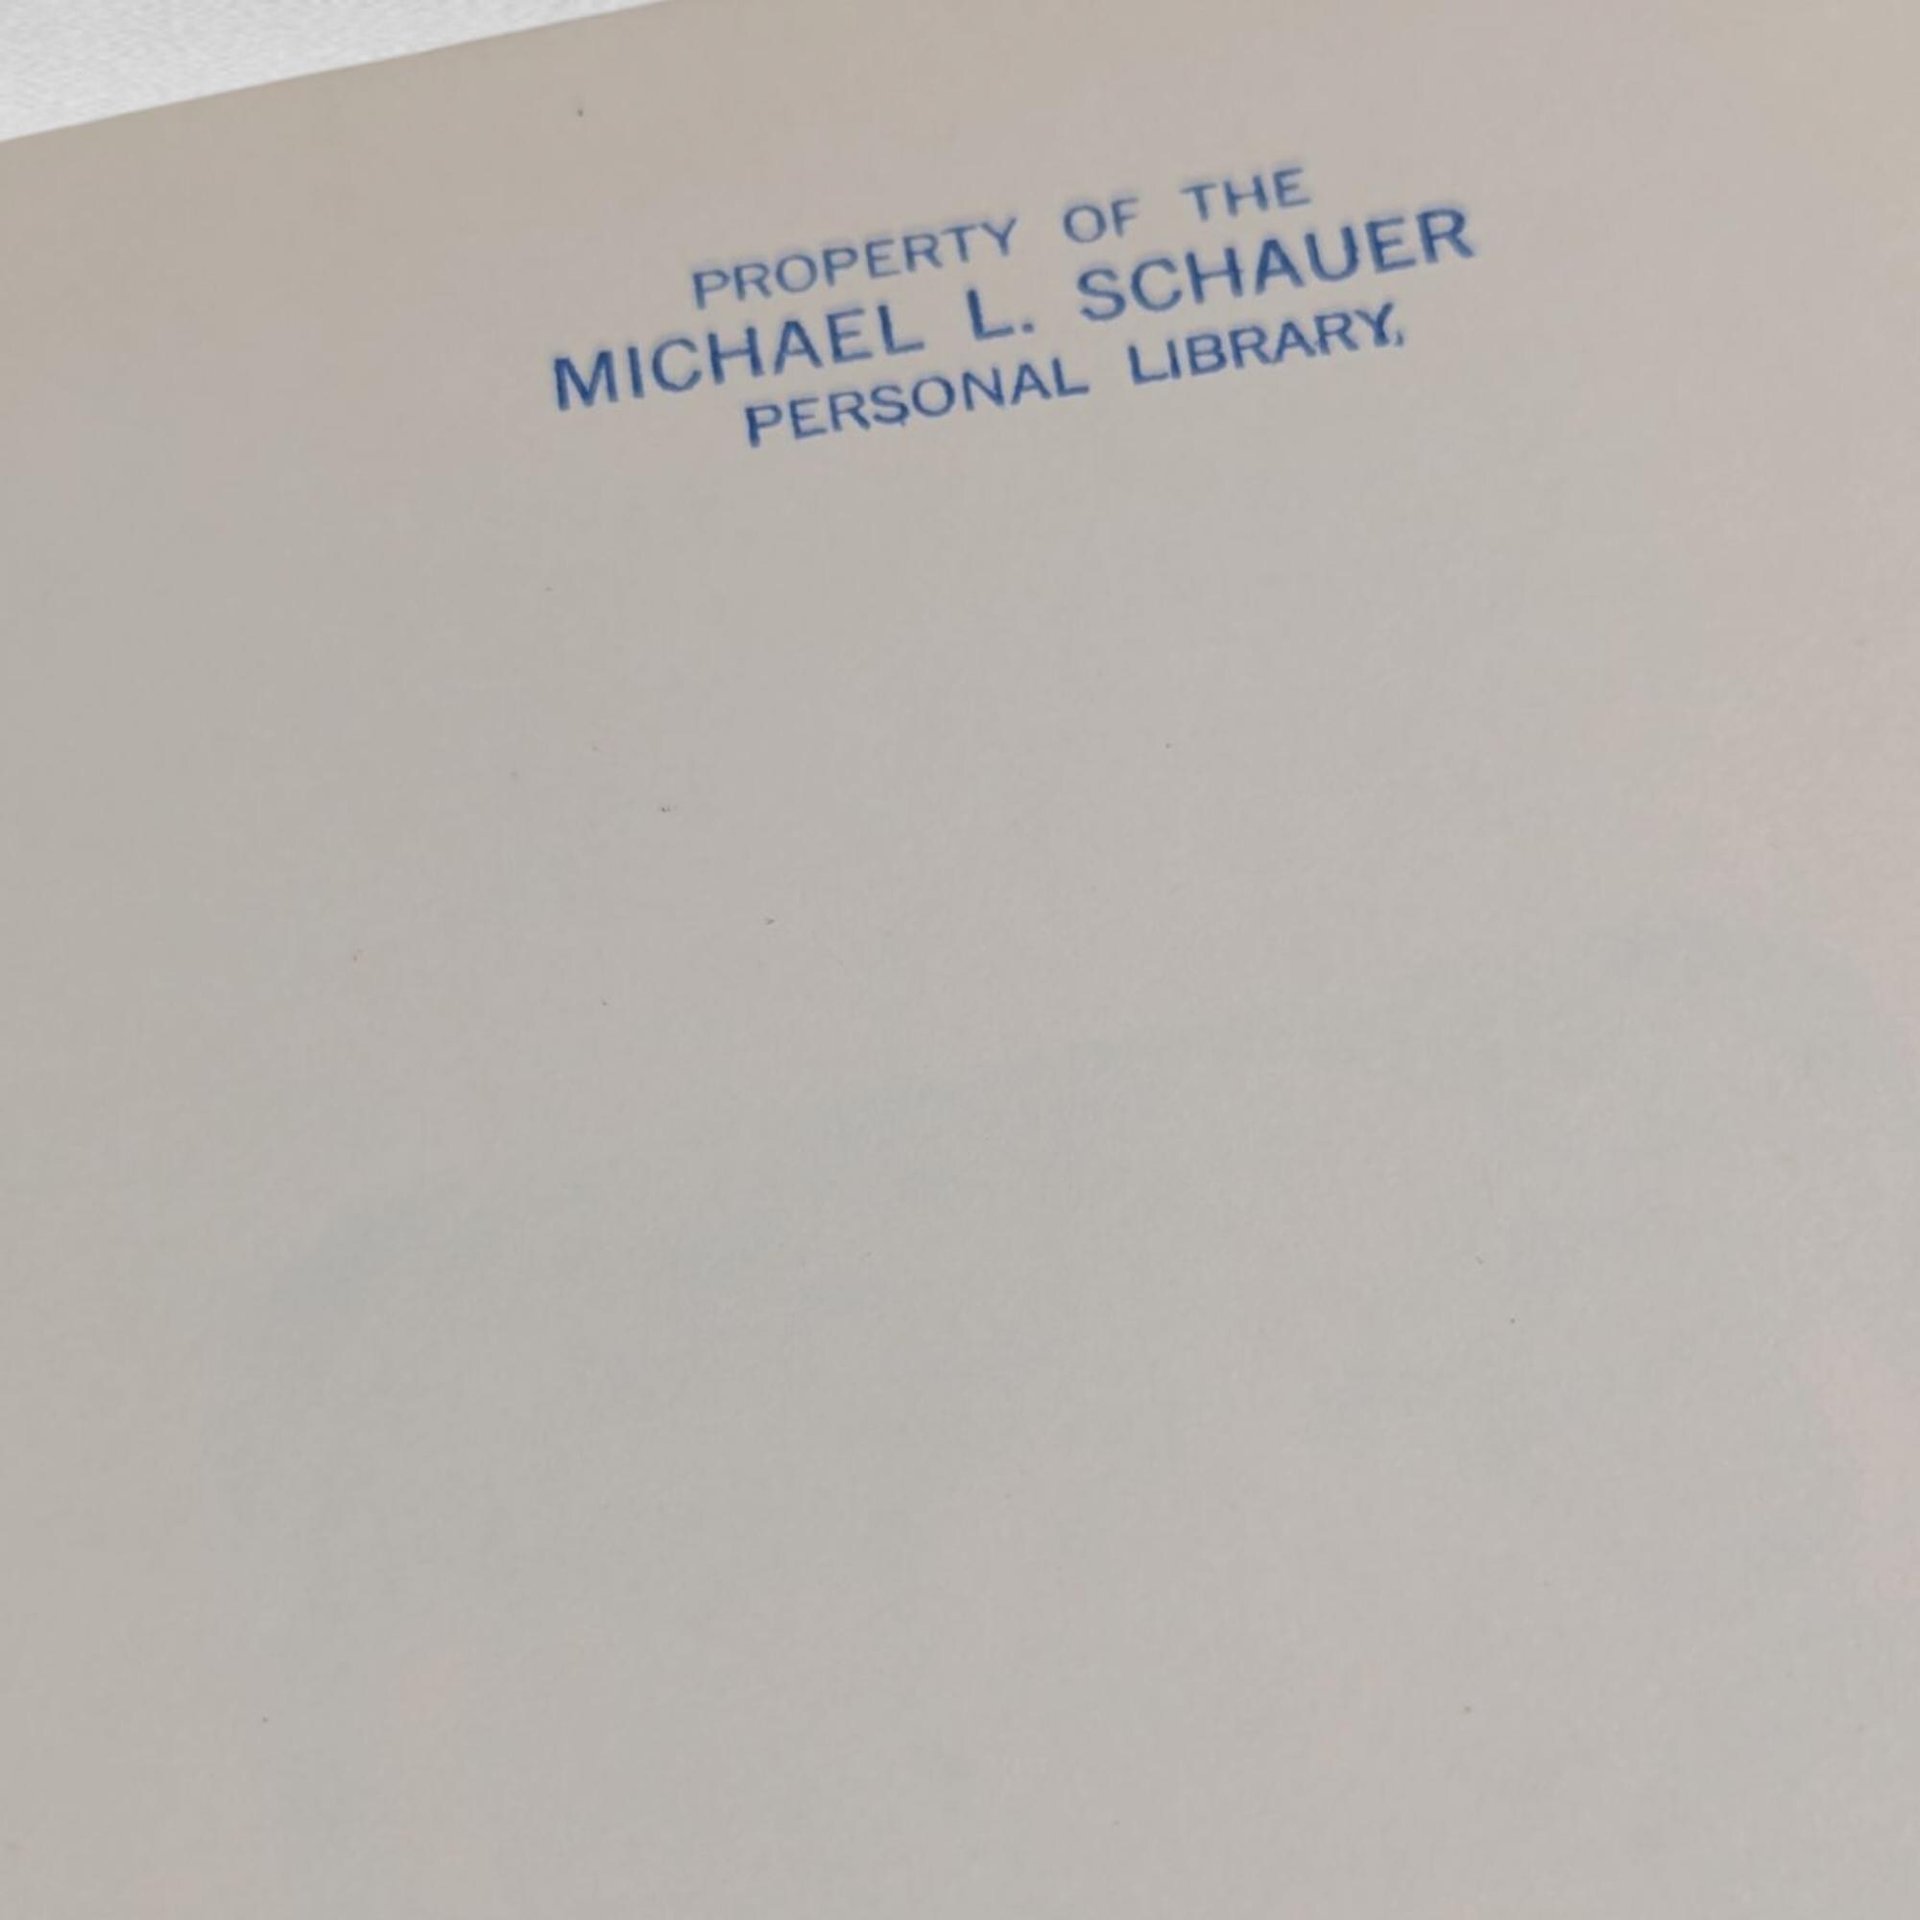 PROPERTY OF THE
MICHAEL L. SCHAUER
PERSONAL LIBRARY,